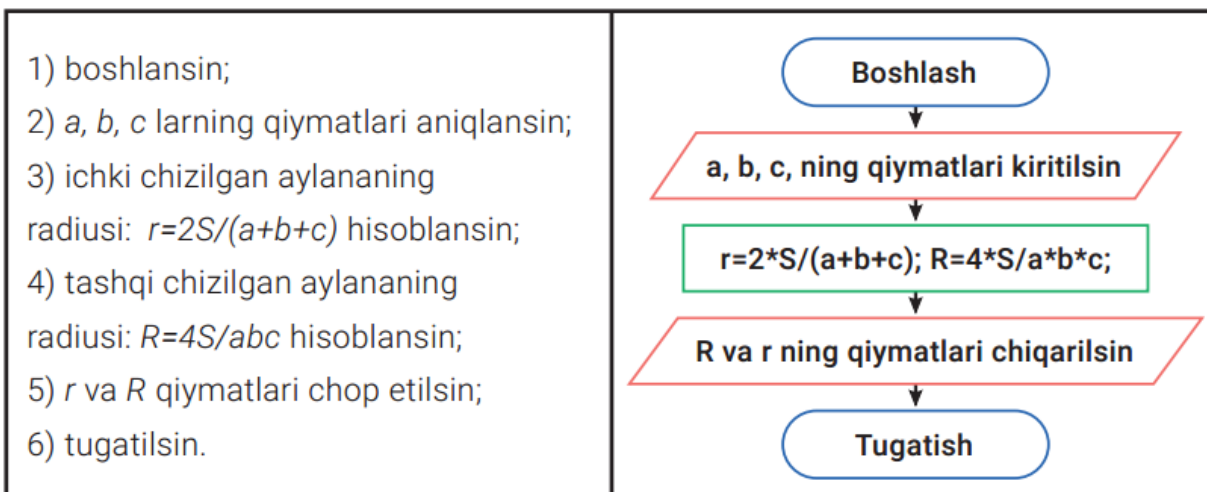 1) boshlansin;
2) a, b, c larning qiymatlari aniqlansin;
3) ichki chizilgan aylananing
radiusi: r=2S/(a+b+c) hisoblansin;
4) tashqi chizilgan aylananing
radiusi: R=4S/abc hisoblansin;
5) r va R qiymatlari chop etilsin;
6) tugatilsin.
Boshlash
a, b, c, ning qiymatlari kiritilsin
r=2*S/(a+b+c); R=4*S/a*b*c;
R va r ning qiymatlari chiqarilsin
Tugatish